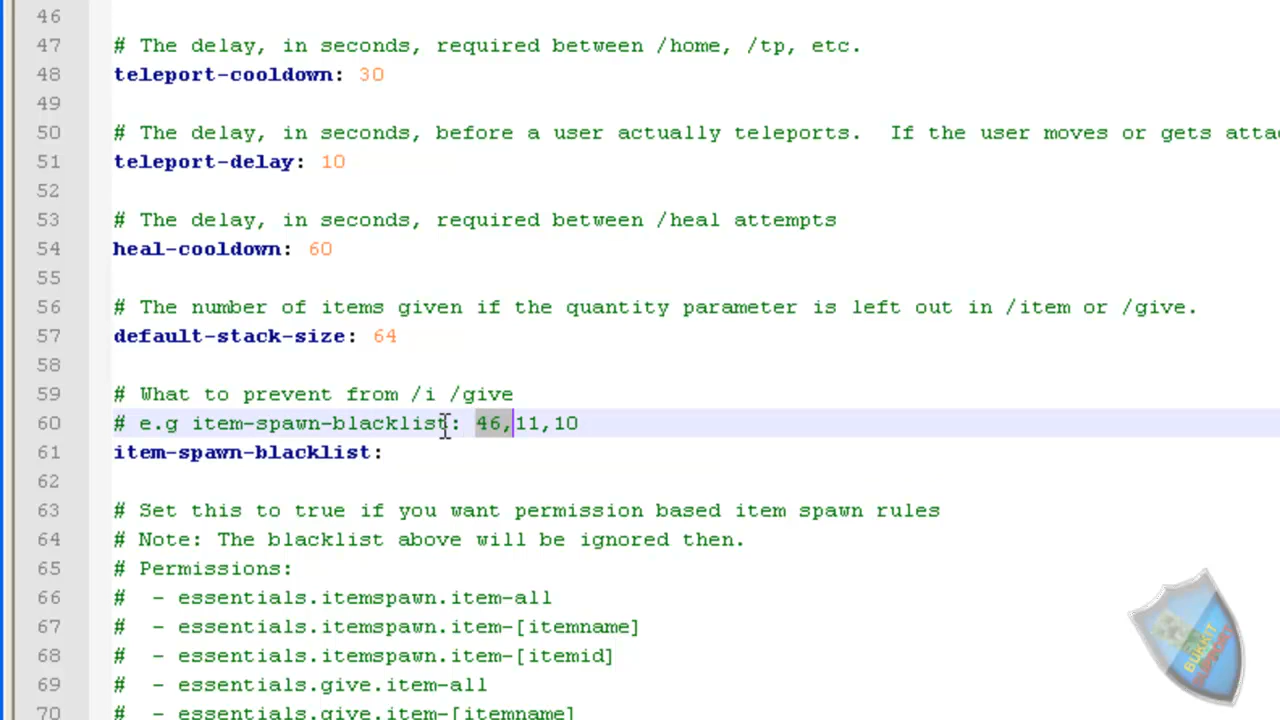 46
47 # The delay, in seconds, required between /home, /tp, etc.
48 teleport-cooldown: 30
49
50 # The delay, in seconds, before a user actually teleports.  If the user moves or gets
51 teleport-delay: 10
52
53 # The delay, in seconds, required between /heal attempts
54 heal-cooldown: 60
55
56 # The number of items given if the quantity parameter is left out in /item or /give.
57 default-stack-size: 64
58
59 # What to prevent from /i /give
60 # e.g item-spawn-blacklist: 46,11,10
61 item-spawn-blacklist:
62
63 # Set this to true if you want permission based item spawn rules
64 # Note: The blacklist above will be ignored then.
65 # Permissions:
66 #  - essentials.itemspawn.item-all
67 #  - essentials.itemspawn.item-[itemname]
68 #  - essentials.itemspawn.item-[itemid]
69 #  - essentials.give.item-all
70 #  - essentials.give.item-[itemname]
BUKKIT